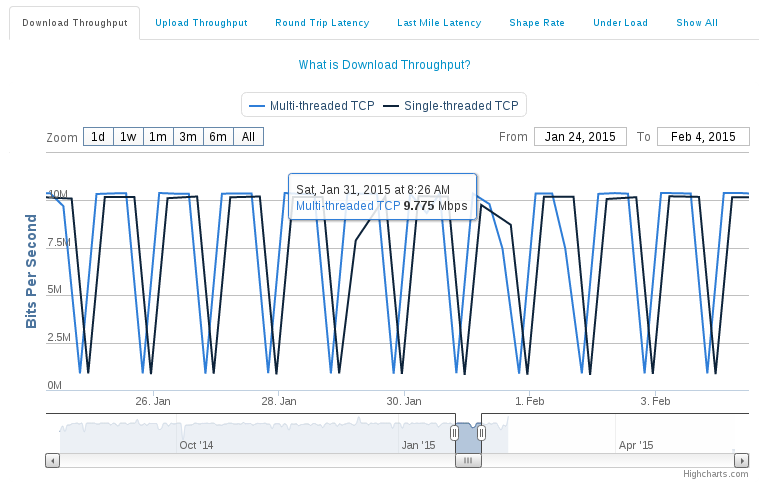 Download Throughput Upload Throughput Round Trip Latency Last Mile Latency Shape Rate Under Load Show All
What is Download Throughput?
Multi-threaded TCP Single-threaded TCP
Zoom 1d 1w 1m 3m 6m All From Jan 24, 2015 To Feb 4, 2015
Sat, Jan 31, 2015 at 8:26 AM
Multi-threaded TCP 9.775 Mbps
Bits Per Second
10M
7.5M
5M
2.5M
0M
26. Jan 28. Jan 30. Jan 1. Feb 3. Feb
Oct '14 Jan '15 Apr '15
Highcharts.com